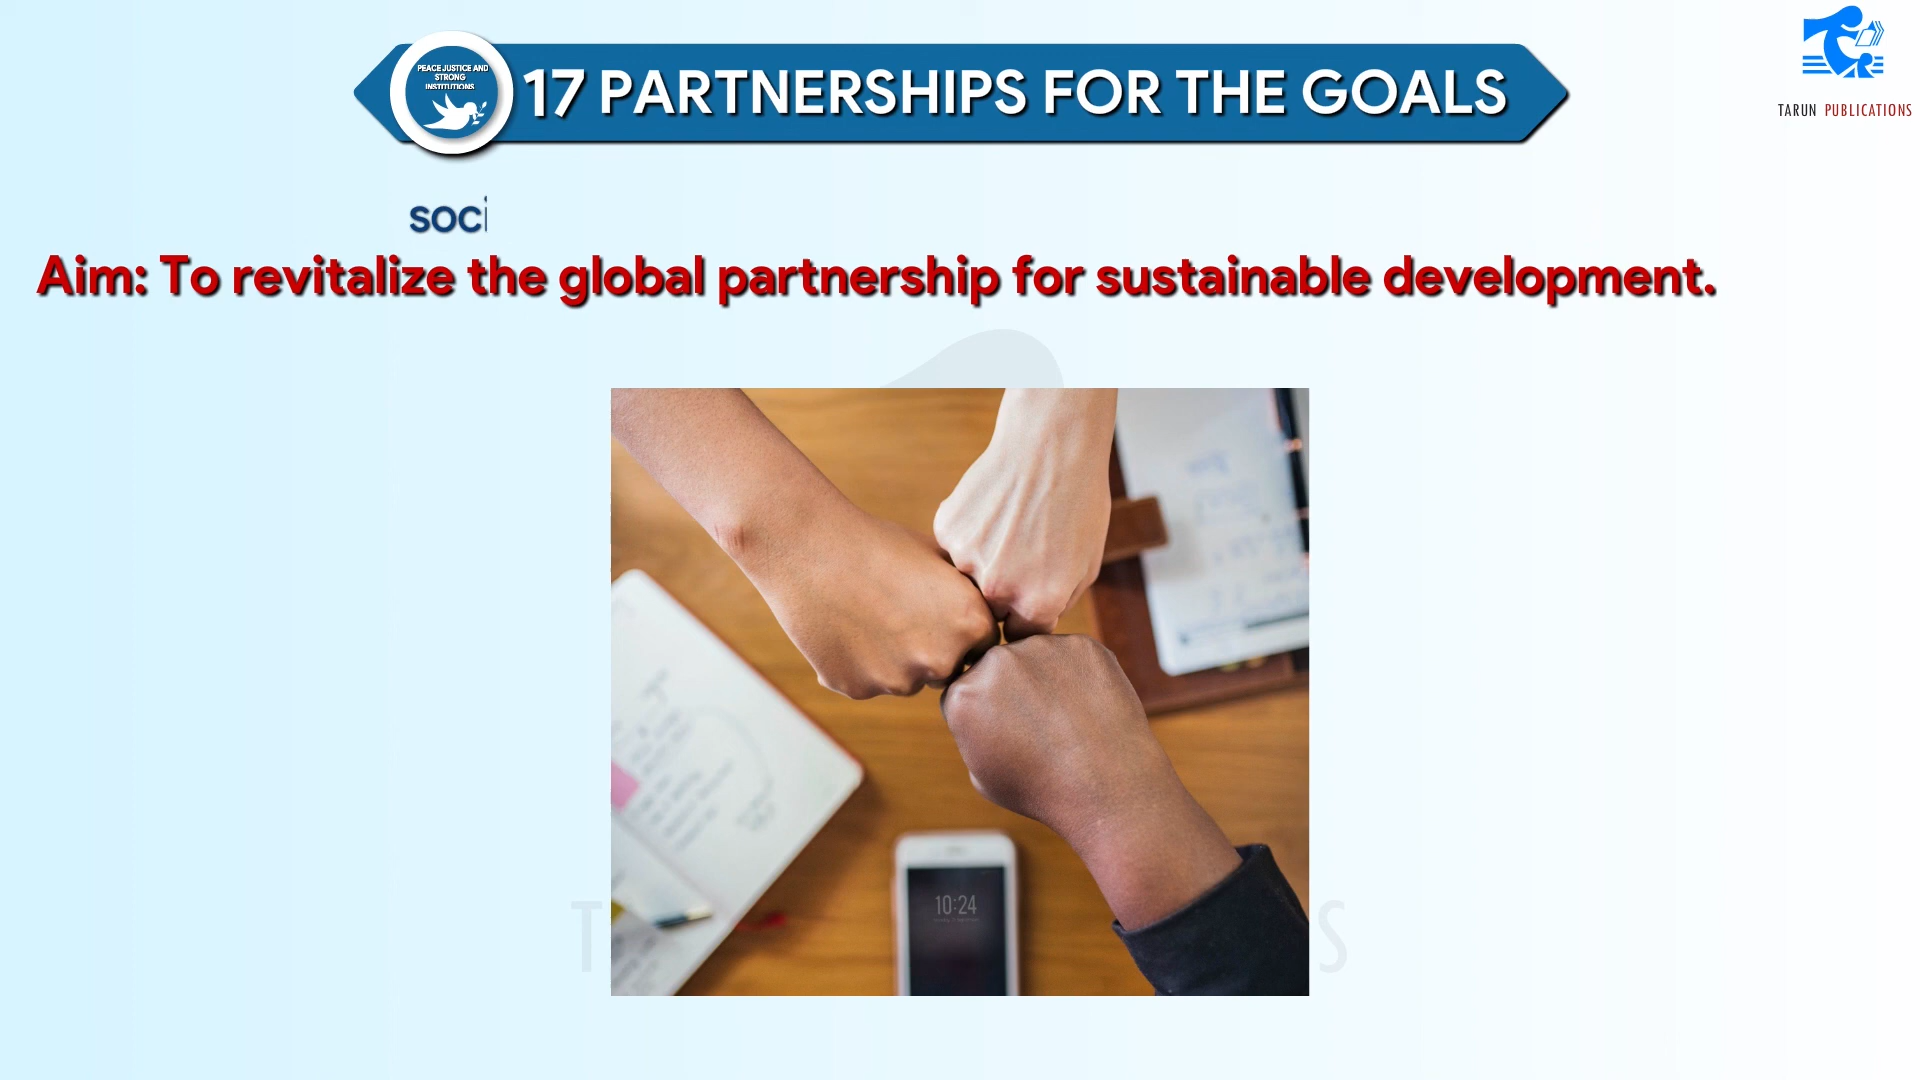 PEACE JUSTICE AND
STRONG
INSTITUTIONS
17 PARTNERSHIPS FOR THE GOALS
TARUN PUBLICATIONS
soci
Aim: To revitalize the global partnership for sustainable development.
10:24
T S